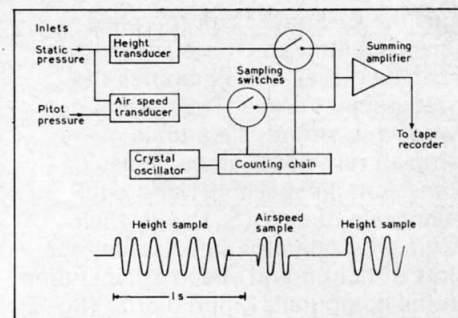 Inlets
Static
pressure
Height
transducer
Sampling
switches
Summing
amplifier
Pitot
pressure
Air speed
transducer
To tape
recorder
Crystal
oscillator
Counting chain
Height sample
Airspeed
sample
Height sample
1s